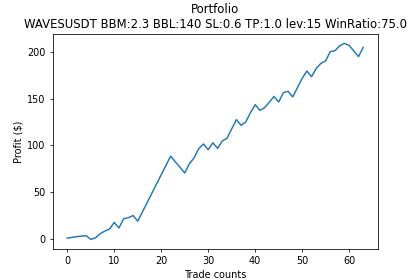 Portfolio
WAVESUSDT BBM:2.3 BBL:140 SL:0.6 TP:1.0 lev:15 WinRatio:75.0
200
150
100
50
0
Profit ($)
0 10 20 30 40 50 60
Trade counts